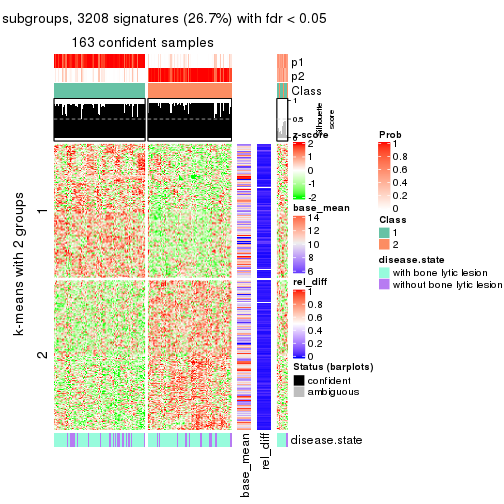 subgroups, 3208 signatures (26.7%) with fdr < 0.05
163 confident samples
p1
p2
Class
1
0.5
0
Silhouette
score
k-means with 2 groups
1
2
z-score
2
1
0
-1
-2
base_mean
14
12
10
8
6
rel_diff
1
0.8
0.6
0.4
0.2
0
Status (barplots)
confident
ambiguous
Prob
1
0.8
0.6
0.4
0.2
0
Class
1
2
disease.state
with bone lytic lesion
without bone lytic lesion
disease.state
base_mean
rel_diff